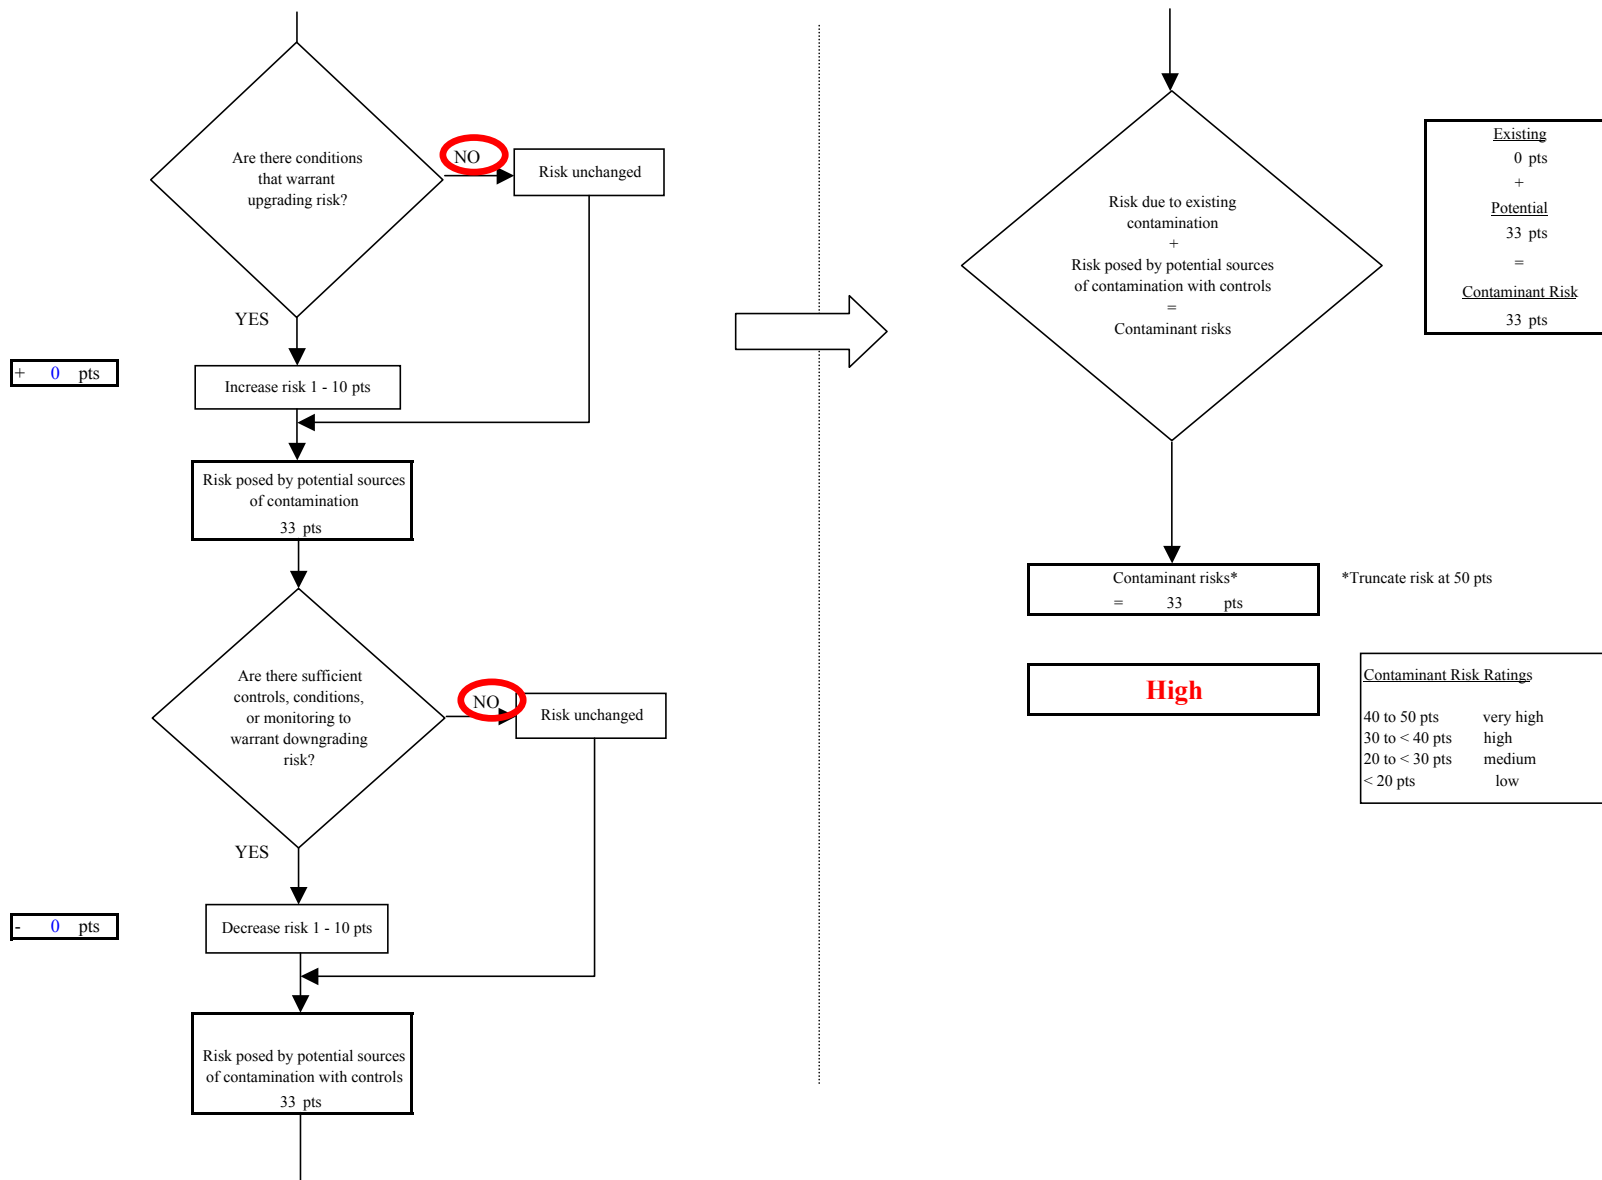 Are there conditions
that warrant
upgrading risk?
NO
Risk unchanged
YES
+ 0 pts
Increase risk 1 - 10 pts
Risk posed by potential sources
of contamination
33 pts
Are there sufficient
controls, conditions,
or monitoring to
warrant downgrading
risk?
NO
Risk unchanged
YES
- 0 pts
Decrease risk 1 - 10 pts
Risk posed by potential sources
of contamination with controls
33 pts
Risk due to existing
contamination
+
Risk posed by potential sources
of contamination with controls
=
Contaminant risks
Existing
0 pts
+
Potential
33 pts
=
Contaminant Risk
33 pts
Contaminant risks*
= 33 pts
*Truncate risk at 50 pts
High
Contaminant Risk Ratings
40 to 50 pts very high
30 to < 40 pts high
20 to < 30 pts medium
< 20 pts low